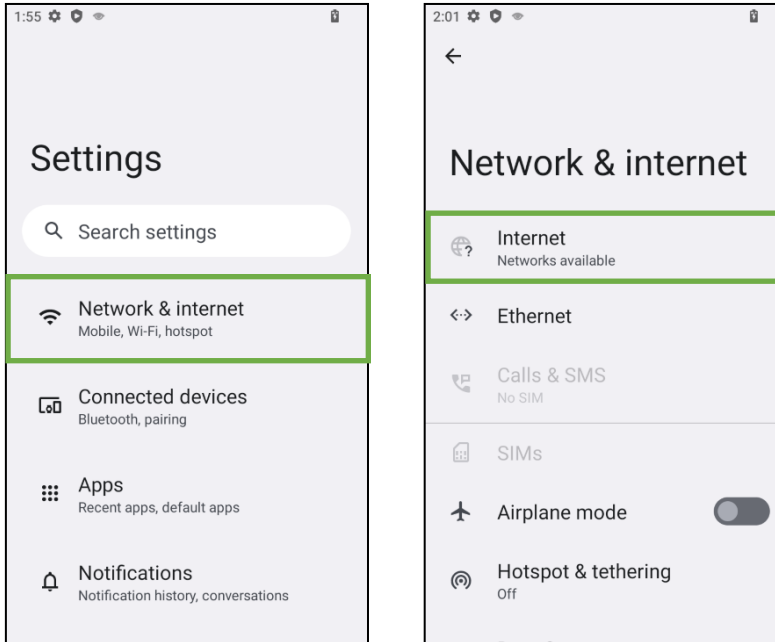 1:55
Settings
Search settings
Network & internet
Mobile, Wi-Fi, hotspot
Connected devices
Bluetooth, pairing
Apps
Recent apps, default apps
Notifications
Notification history, conversations
2:01
Network & internet
Internet
Networks available
Ethernet
Calls & SMS
No SIM
SIMs
Airplane mode
Hotspot & tethering
Off